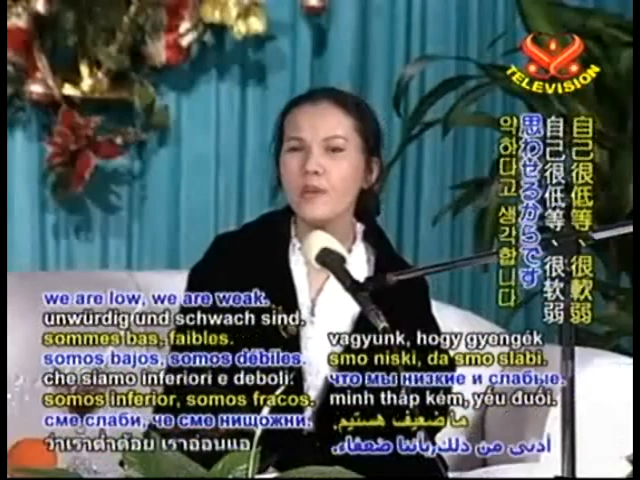 TELEVISION
自己很低等、很軟弱
自己很低等、很软弱
思わせるからです
약하다고 생각합니다
we are low, we are weak.
unwürdig und schwach sind.
sommes bas, faibles.
somos bajos, somos débiles.
che siamo inferiori e deboli.
somos inferior, somos fracos.
сме слаби, че сме нищожни.
ว่าเราต่ำต้อย เราอ่อนแอ
vagyunk, hogy gyengék
smo niski, da smo slabi.
что мы низкие и слабые.
mình thấp kém, yếu đuối.
ما ضعیف هستیم.
أدنى من ذلك، بأننا ضعفاء.